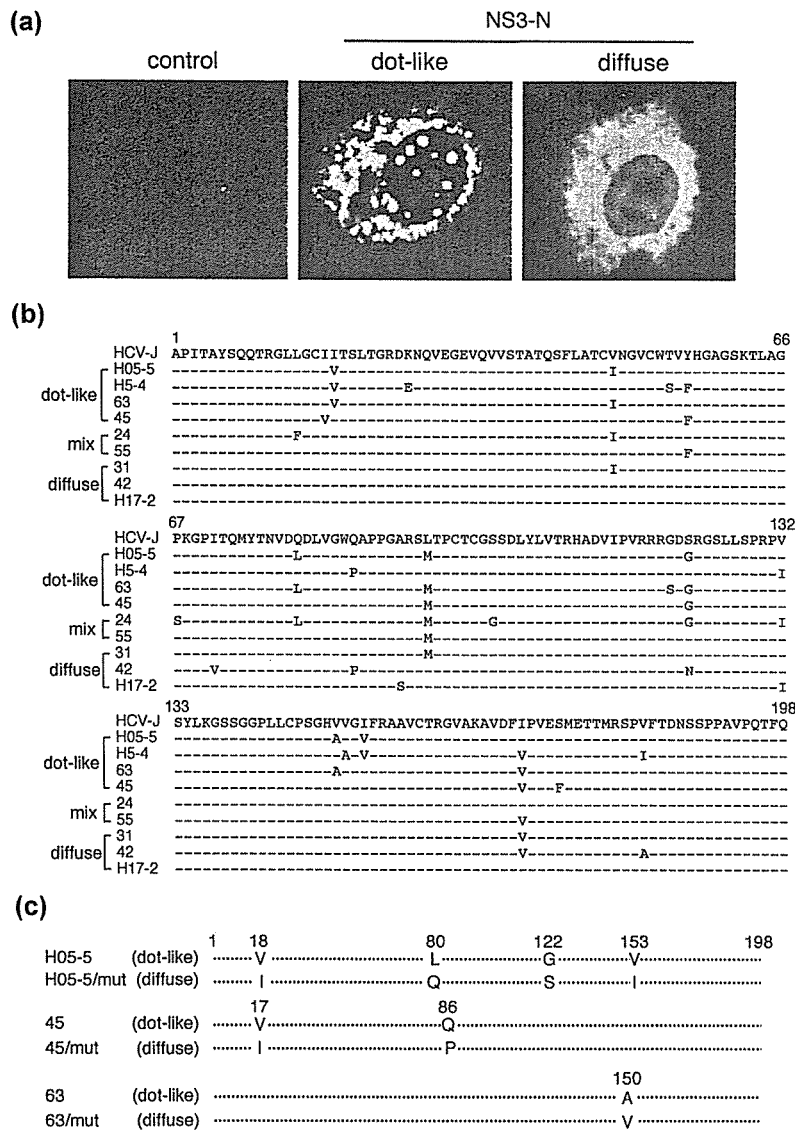 (a)
NS3-N
control dot-like diffuse
(b)
1 66
HCV-J APITAYSQQTRGLLGCIITSLTGRDKNQVEGEVQVVSTATQSFLATCVNGVCWTVYHGAGSKTLAG
dot-like
H05-5 -----------------V-----------------------------I------------------
H5-4 -----------------V-------E---------------------------S-F----------
63 -----------------V-----------------------------I------------------
45 ----------------V--------------------------------------F----------
mix
24 -------------F---------------------------------I------------------
55 -------------------------------------------------------F----------
diffuse
31 -----------------------------------------------I------------------
42 ------------------------------------------------------------------
H17-2 ------------------------------------------------------------------
67 132
HCV-J PKGPITQMYTNVDQDLVGWQAPPGARSLTPCTCGSSDLYLVTRHADVIPVRRRGDSRGSLLSPRPV
dot-like
H05-5 -------------L-------------M---------------------------G----------
H5-4 -------------------P---------------------------------------------I
63 -------------L-------------M-------------------------S-G----------
45 ---------------------------M---------------------------G----------
mix
24 S------------L-------------M------G--------------------G---------I
55 ---------------------------M--------------------------------------
diffuse
31 ---------------------------M--------------------------------------
42 ----V--------------P-----------------------------------N----------
H17-2 ------------------------S----------------------------------------I
133 198
HCV-J SYLKGSSGGPLLCPSGHVVGIFRAAVCTRGVAKAVDFIPVESMETTMRSPVFTDNSSPPAVPQTFQ
dot-like
H05-5 -----------------A--V---------------------------------------------
H5-4 ------------------A-V----------------V------------I---------------
63 -----------------A-------------------V----------------------------
45 -------------------------------------V---F------------------------
mix
24 ------------------------------------------------------------------
55 -------------------------------------V----------------------------
diffuse
31 -------------------------------------V----------------------------
42 -------------------------------------V------------A---------------
H17-2 ------------------------------------------------------------------
(c)
1 18 80 122 153 198
H05-5 (dot-like) V L G V
H05-5/mut (diffuse) I Q S I
17 86
45 (dot-like) V Q
45/mut (diffuse) I P
150
63 (dot-like) A
63/mut (diffuse) V